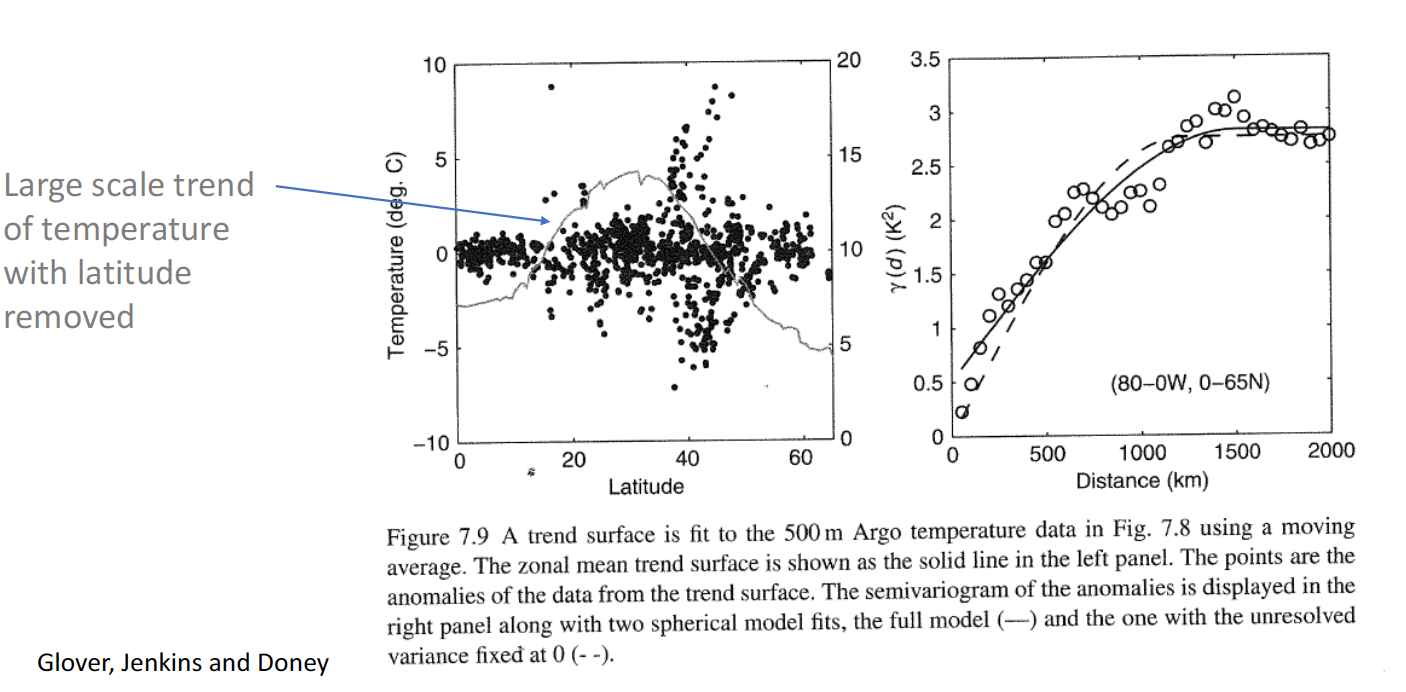 Large scale trend
of temperature
with latitude
removed
10
5
0
−5
−10
Temperature (deg. C)
0
20
40
60
Latitude
20
15
10
5
0
3.5
3
2.5
2
1.5
1
0.5
0
γ(d) (K²)
(80–0W, 0–65N)
0
500
1000
1500
2000
Distance (km)
Figure 7.9 A trend surface is fit to the 500 m Argo temperature data in Fig. 7.8 using a moving
average. The zonal mean trend surface is shown as the solid line in the left panel. The points are the
anomalies of the data from the trend surface. The semivariogram of the anomalies is displayed in the
right panel along with two spherical model fits, the full model (—) and the one with the unresolved
variance fixed at 0 (- -).
Glover, Jenkins and Doney